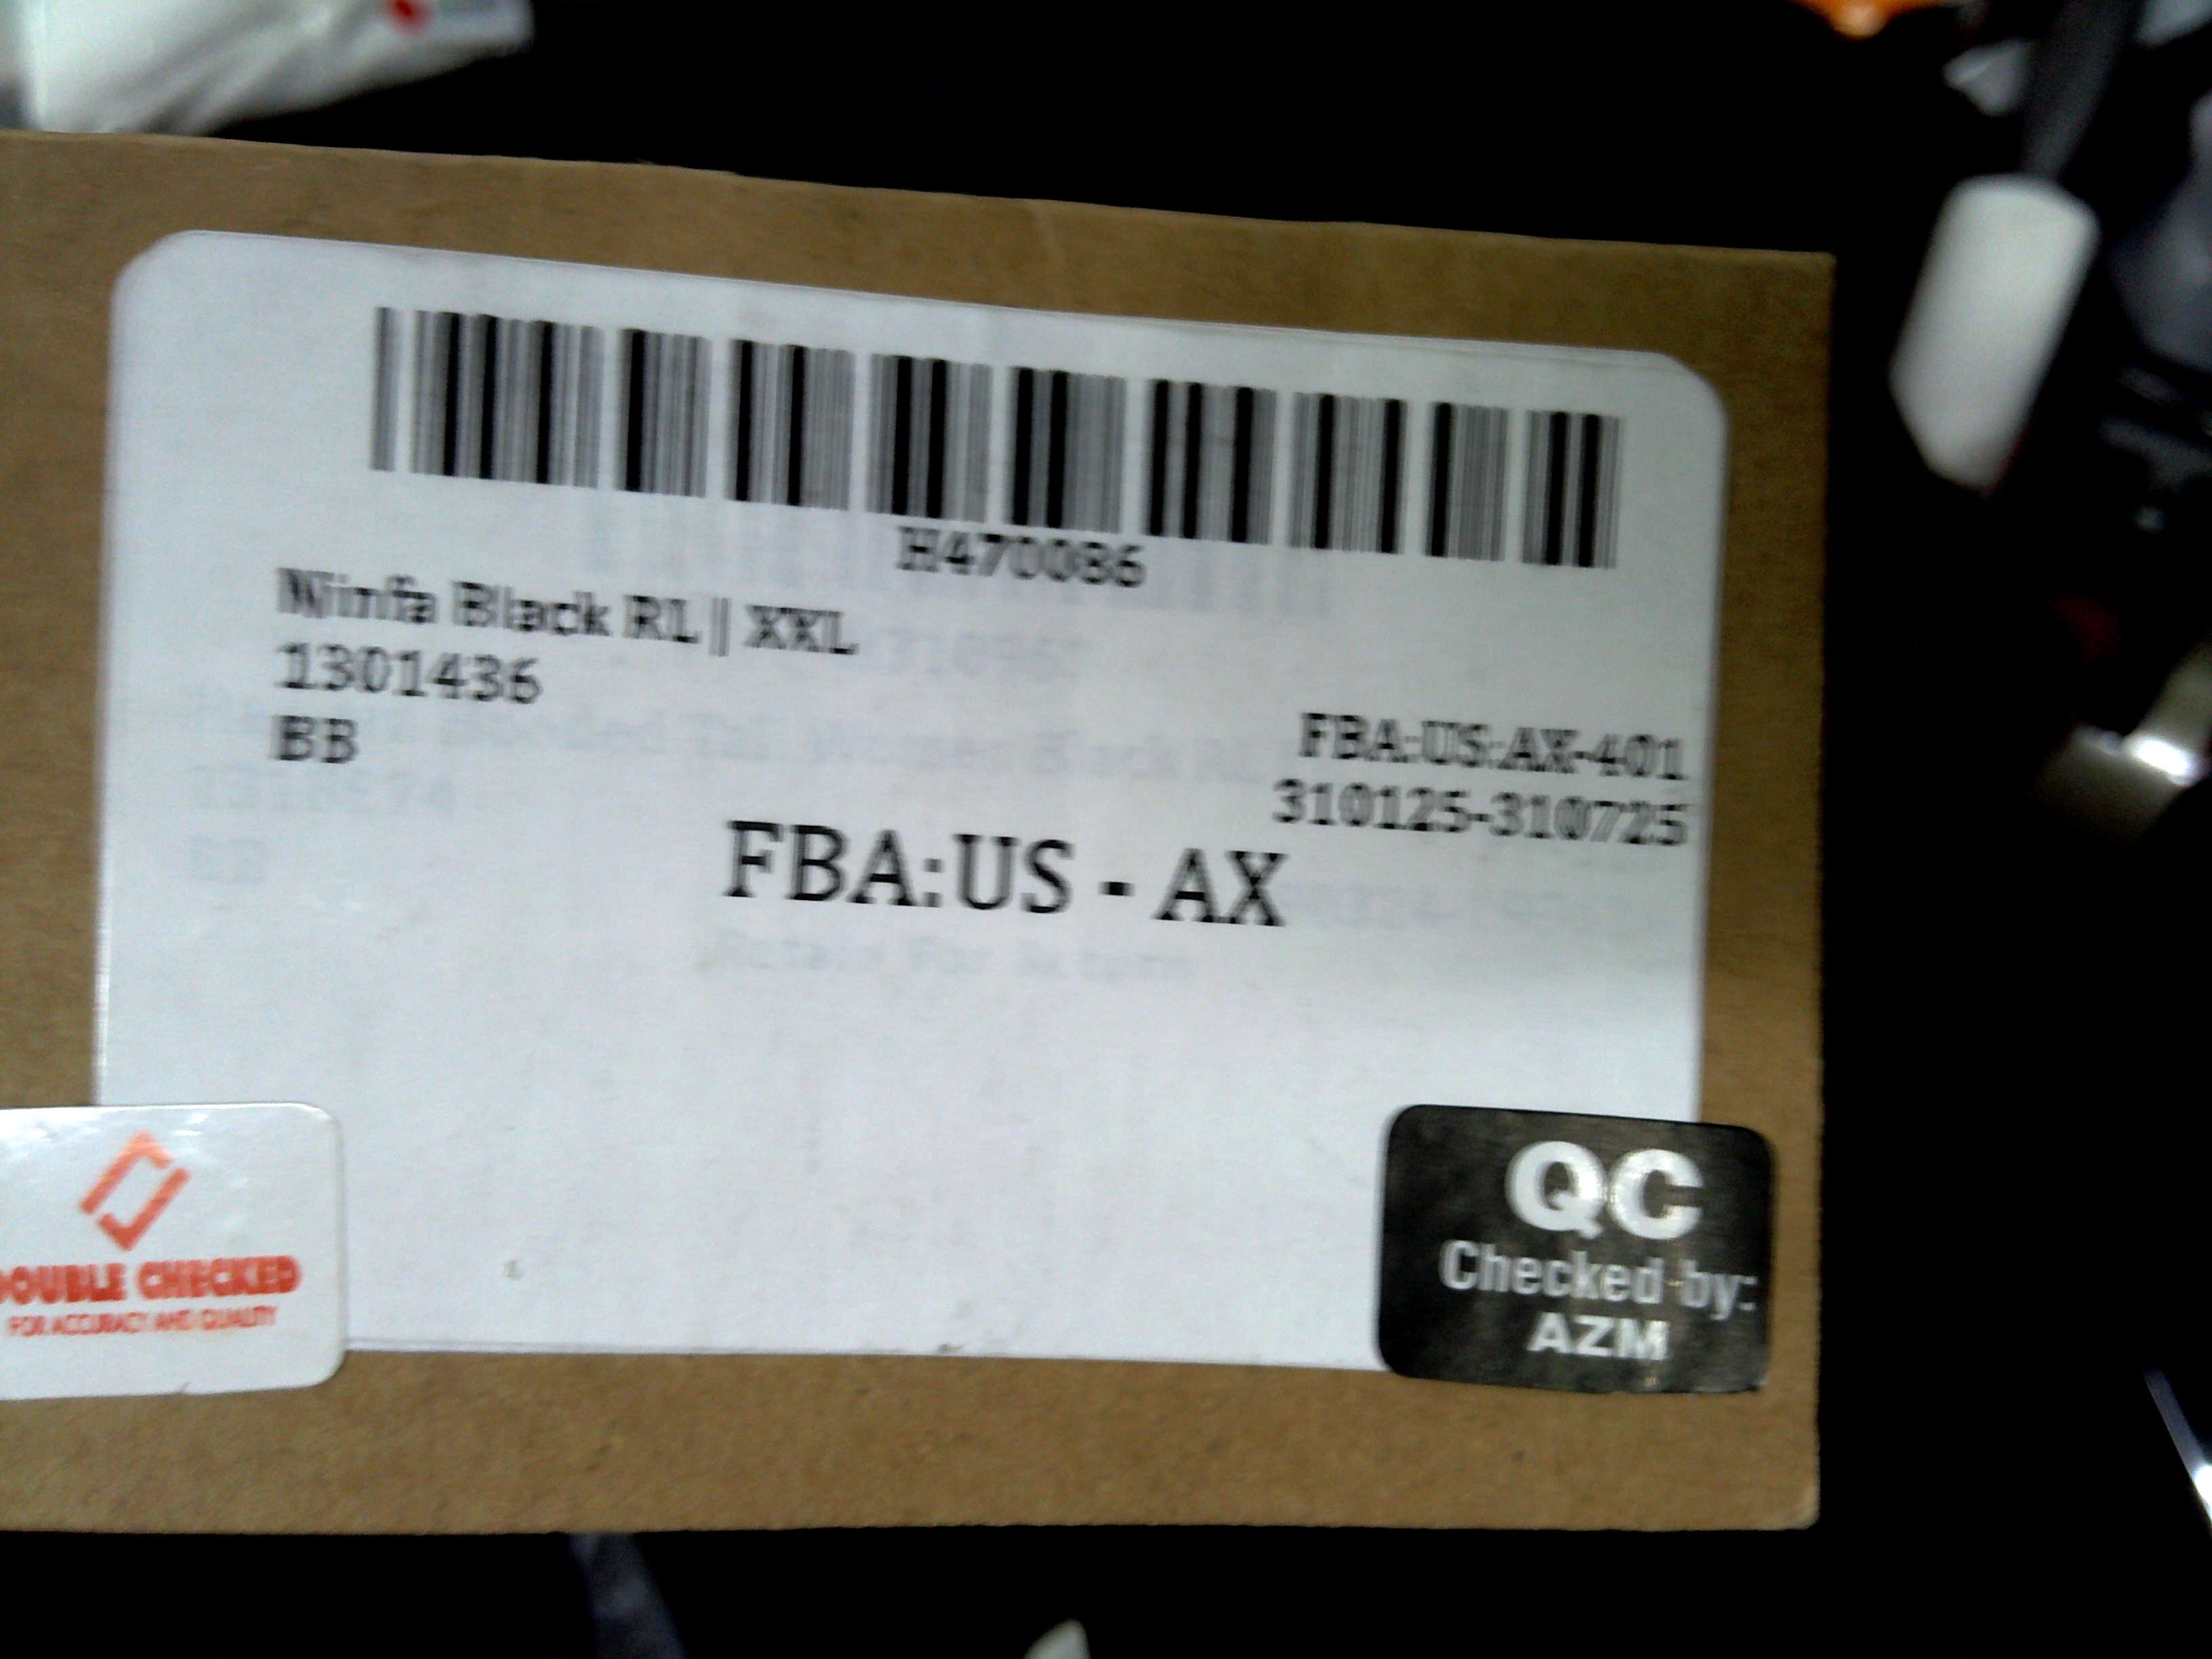 H470086
Ninfa Black RL | XXL
1301436
BB
FBA:US:AX-401
310125-310725
FBA:US - AX
DOUBLE CHECKED
FOR ACCURACY AND QUALITY
QC
Checked by:
AZM